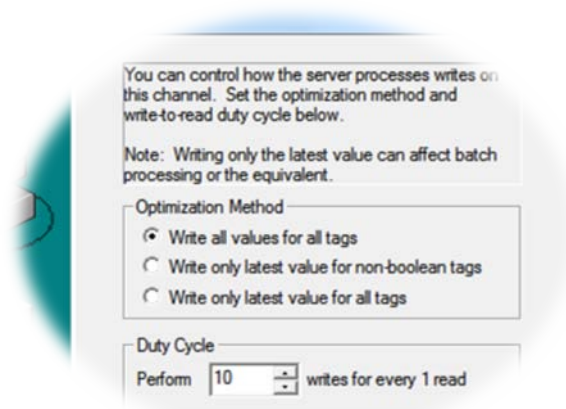 You can control how the server processes writes on
this channel. Set the optimization method and
write-to-read duty cycle below.
Note: Writing only the latest value can affect batch
processing or the equivalent.
Optimization Method
Write all values for all tags
Write only latest value for non-boolean tags
Write only latest value for all tags
Duty Cycle
Perform 10 writes for every 1 read